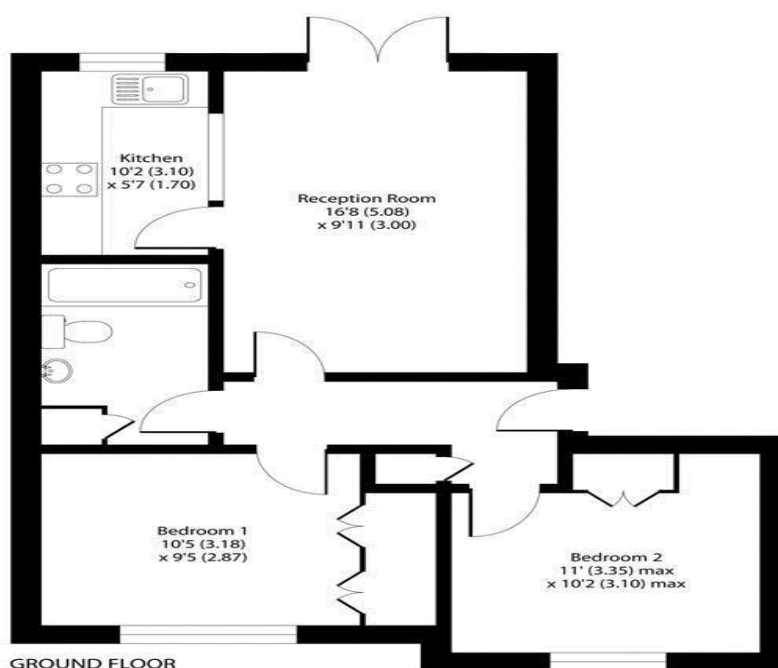 Kitchen
10'2 (3.10)
x 5'7 (1.70)
Reception Room
16'8 (5.08)
x 9'11 (3.00)
Bedroom 1
10'5 (3.18)
x 9'5 (2.87)
Bedroom 2
11' (3.35) max
x 10'2 (3.10) max
GROUND FLOOR